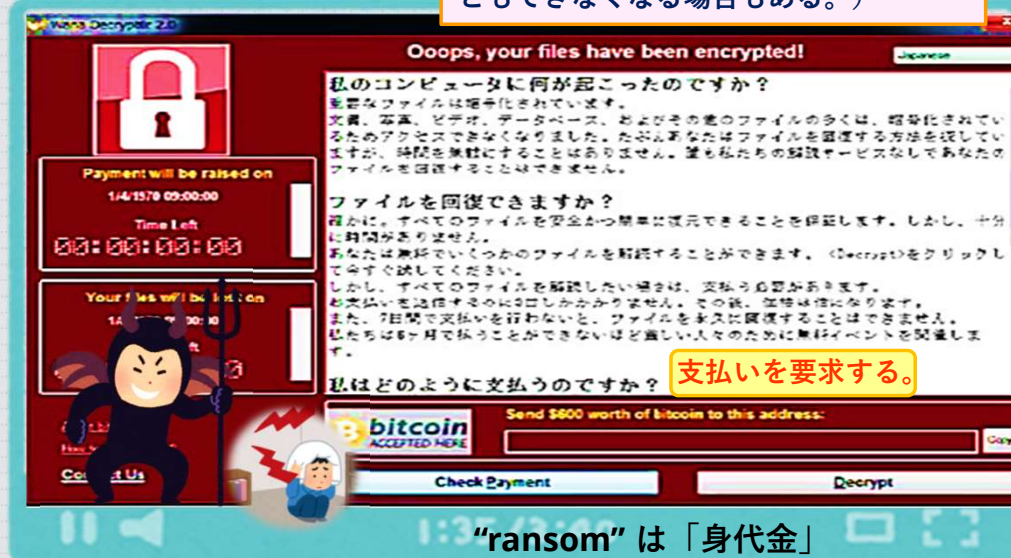 ともできなくなる場合もある。)
Wana Decrypt0r 2.0
Ooops, your files have been encrypted!
Japanese
私のコンピュータに何が起こったのですか？
重要なファイルは暗号化されています。
文書、写真、ビデオ、データベース、およびその他のファイルの多くは、暗号化されてい
るためアクセスできなくなりました。たぶんあなたはファイルを回復する方法を探してい
ますが、時間を無駄にすることはありません。誰も私たちの解読サービスなしであなたの
ファイルを回復することはできません。
ファイルを回復できますか？
確かに。すべてのファイルを安全かつ簡単に復元できることを保証します。しかし、十分
に時間がありません。
あなたは無料でいくつかのファイルを解読することができます。 <Decrypt>をクリックし
て今すぐ試してください。
しかし、すべてのファイルを解読したい場合は、支払う必要があります。
お支払いを送信するのに3日しかかかりません。その後、価格は倍になります。
また、7日間で支払いを行わないと、ファイルを永久に回復することはできません。
私たちは6ヶ月で払うことができないほど貧しい人々のために無料イベントを開催しま
す。
私はどのように支払うのですか？
支払いを要求する。
Payment will be raised on
1/4/1970 09:00:00
Time Left
00:00:00:00
Your files will be lost on
Contact Us
bitcoin
ACCEPTED HERE
Send $600 worth of bitcoin to this address:
Copy
Check Payment
Decrypt
1:35
“ransom” は「身代金」